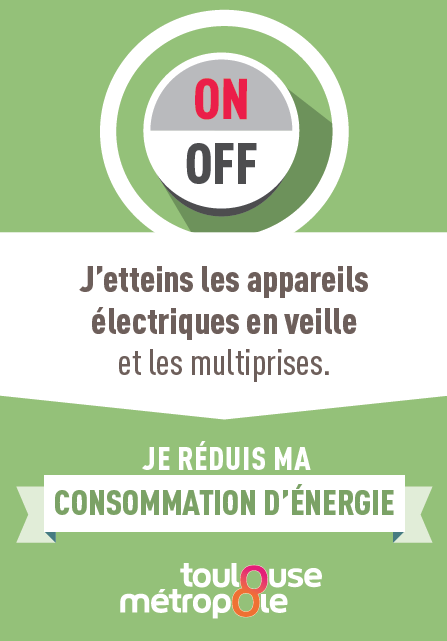 ON
OFF
J'etteins les appareils
électriques en veille
et les multiprises.
JE RÉDUIS MA
CONSOMMATION D'ÉNERGIE
toulouse
métropole